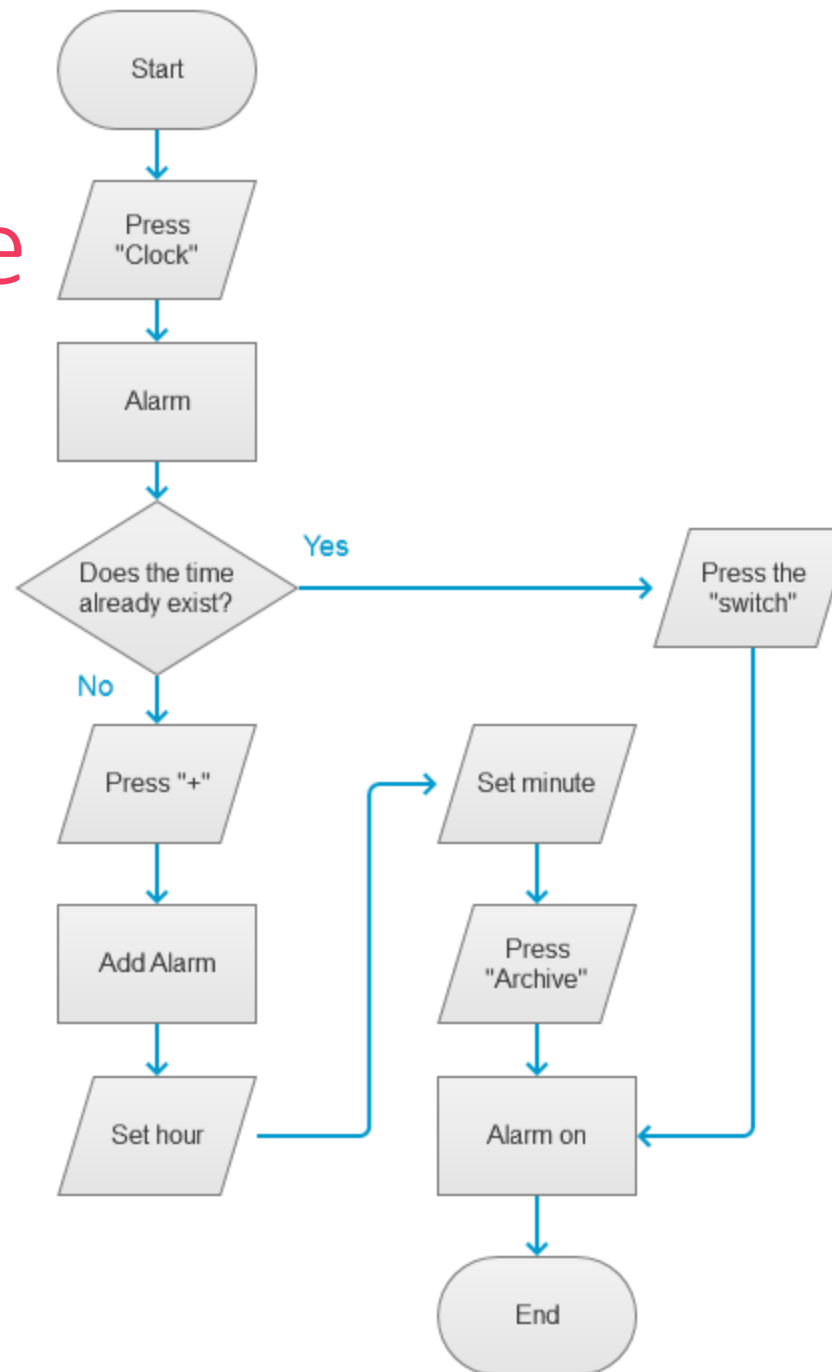 Start
e
Press
"Clock"
Alarm
Does the time
already exist?
Yes
Press the
"switch"
No
Press "+"
Add Alarm
Set hour
Set minute
Press
"Archive"
Alarm on
End